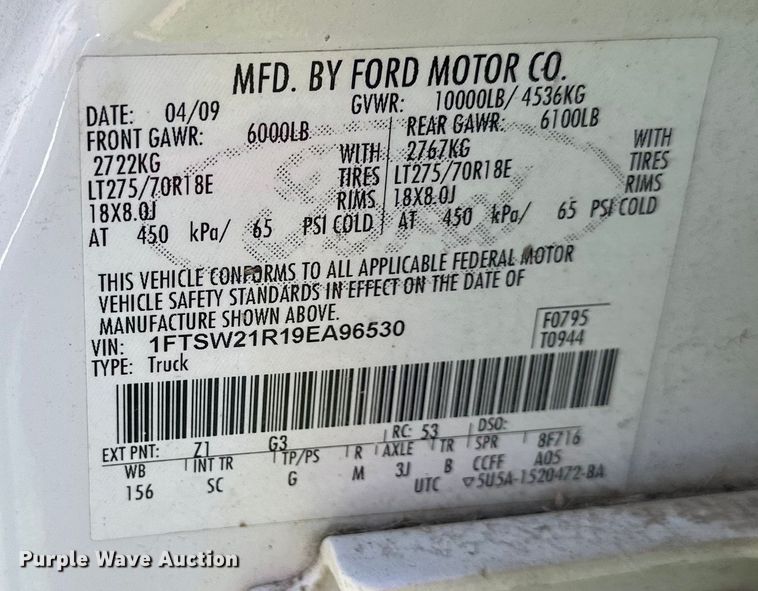 MFD. BY FORD MOTOR CO.
DATE: 04/09 GVWR: 10000LB/ 4536KG
FRONT GAWR: 6000LB REAR GAWR: 6100LB
2722KG WITH 2767KG WITH
LT275/70R18E TIRES LT275/70R18E TIRES
18X8.0J RIMS 18X8.0J RIMS
AT 450 kPa/ 65 PSI COLD AT 450 kPa/ 65 PSI COLD
THIS VEHICLE CONFORMS TO ALL APPLICABLE FEDERAL MOTOR
VEHICLE SAFETY STANDARDS IN EFFECT ON THE DATE OF
MANUFACTURE SHOWN ABOVE.
VIN: 1FTSW21R19EA96530 F0795
TYPE: Truck T0944
EXT PNT: Z1 G3 RC: 53 DSO:
WB INT TR TP/PS R AXLE TR SPR 8F716
156 SC G M 3J B CCFF A05
UTC ▽5U5A-1520472-BA
Purple Wave Auction